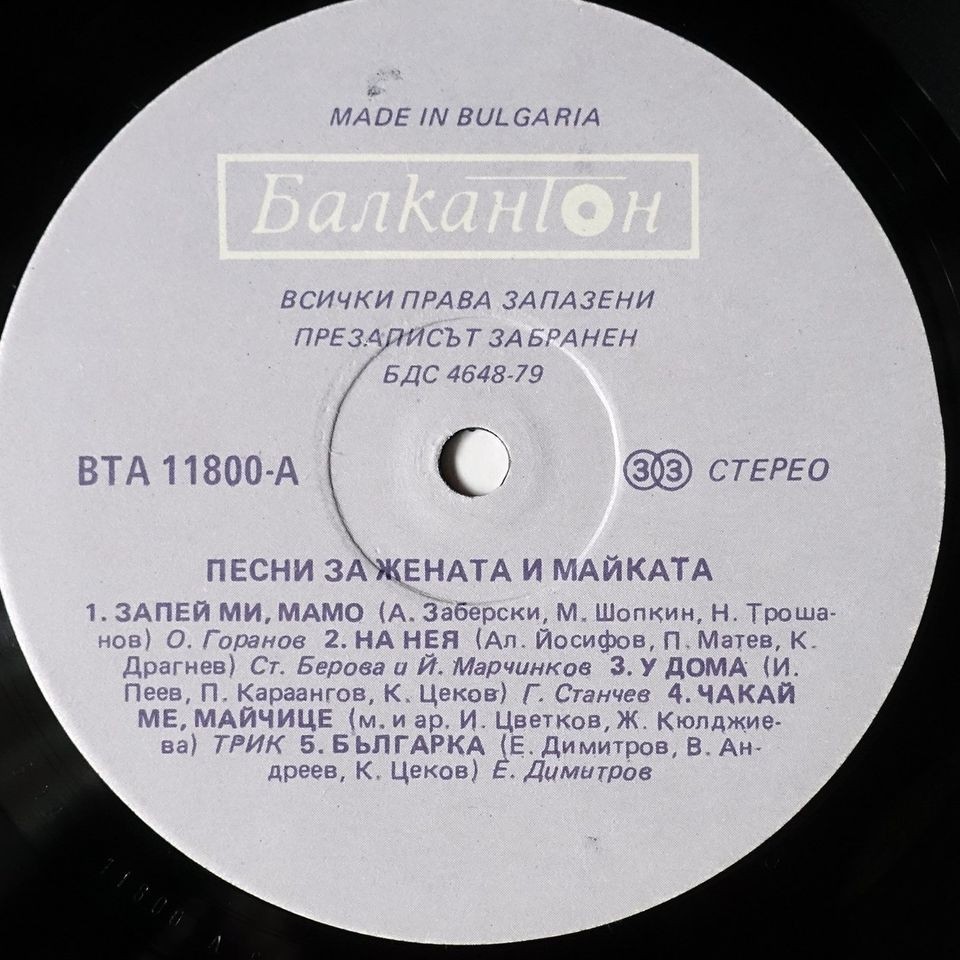 MADE IN BULGARIA
Балкантон
ВСИЧКИ ПРАВА ЗАПАЗЕНИ
ПРЕЗАПИСЪТ ЗАБРАНЕН
БДС 4648-79
ВТА 11800-А
33 СТЕРЕО
ПЕСНИ ЗА ЖЕНАТА И МАЙКАТА
1. ЗАПЕЙ МИ, МАМО (А. Заберски, М. Шопкин, Н. Троша-
нов) О. Горанов 2. НА НЕЯ (Ал. Йосифов, П. Матев, К.
Драгнев) Ст. Берова и Й. Марчинков 3. У ДОМА (И.
Пеев, П. Караангов, К. Цеков) Г. Станчев 4. ЧАКАЙ
МЕ, МАЙЧИЦЕ (м. и ар. И. Цветков, Ж. Кюлджие-
ва) ТРИК 5. БЪЛГАРКА (Е. Димитров, В. Ан-
дреев, К. Цеков) Е. Димитров
11800 А